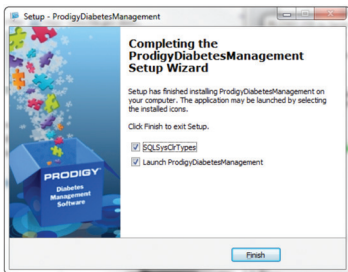 Setup - ProdigyDiabetesManagement
Completing the
ProdigyDiabetesManagement
Setup Wizard
Setup has finished installing ProdigyDiabetesManagement on
your computer. The application may be launched by selecting
the installed icons.
Click Finish to exit Setup.
SQLSysClrTypes
Launch ProdigyDiabetesManagement
PRODIGY
Diabetes
Management
Software
Finish